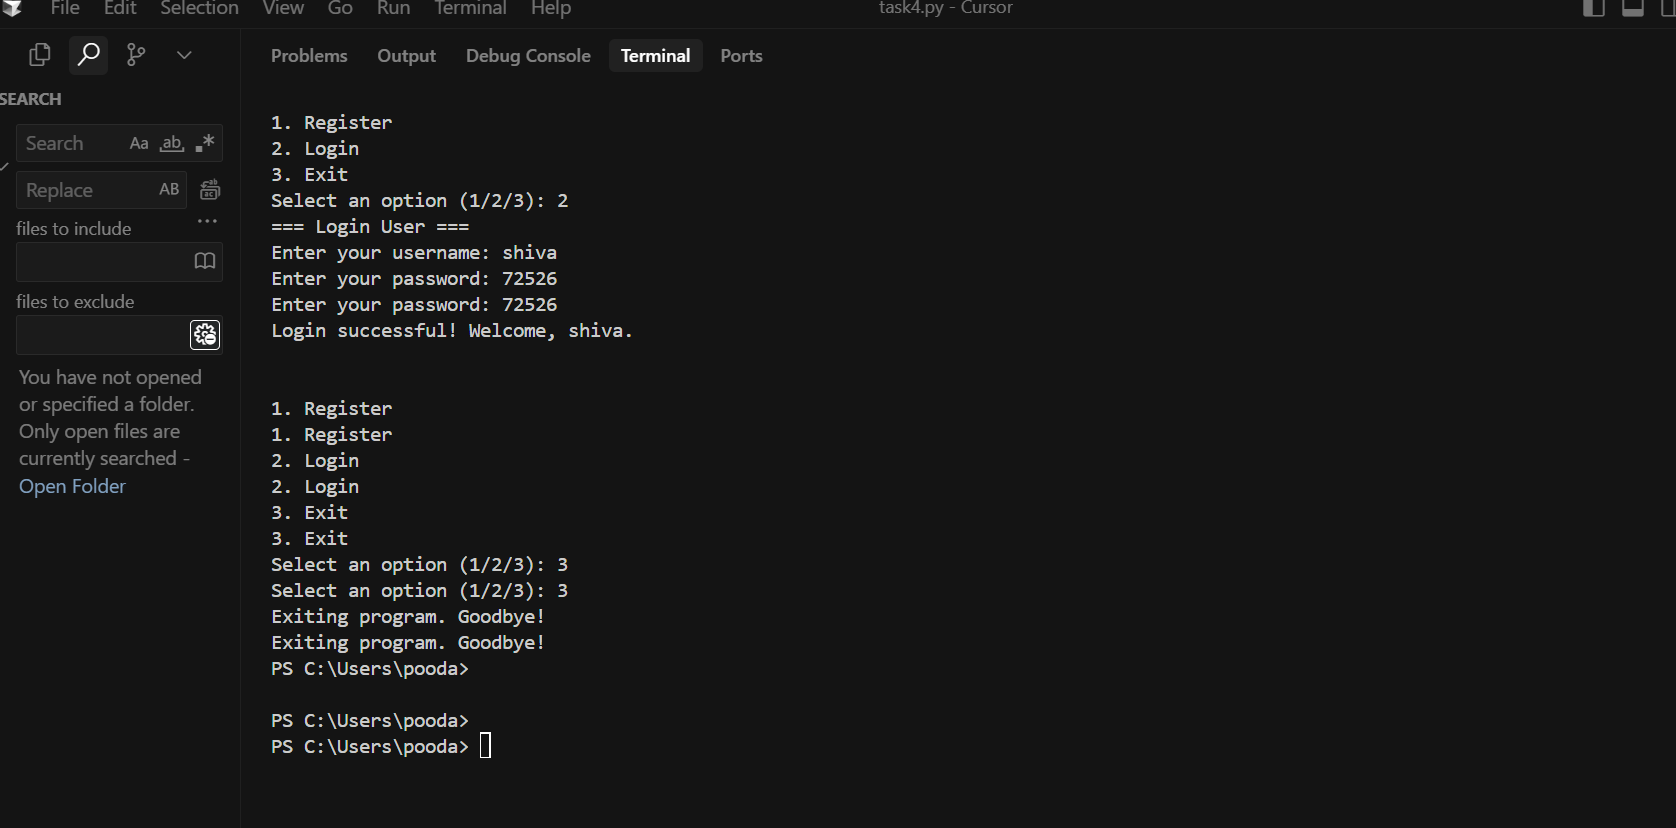 File Edit Selection View Go Run Terminal Help
task4.py - Cursor
SEARCH
Search Aa ab .*
Replace AB
files to include
files to exclude
You have not opened
or specified a folder.
Only open files are
currently searched -
Open Folder
Problems Output Debug Console Terminal Ports
1. Register
2. Login
3. Exit
Select an option (1/2/3): 2
=== Login User ===
Enter your username: shiva
Enter your password: 72526
Enter your password: 72526
Login successful! Welcome, shiva.
1. Register
1. Register
2. Login
2. Login
3. Exit
3. Exit
Select an option (1/2/3): 3
Select an option (1/2/3): 3
Exiting program. Goodbye!
Exiting program. Goodbye!
PS C:\Users\pooda>
PS C:\Users\pooda>
PS C:\Users\pooda>